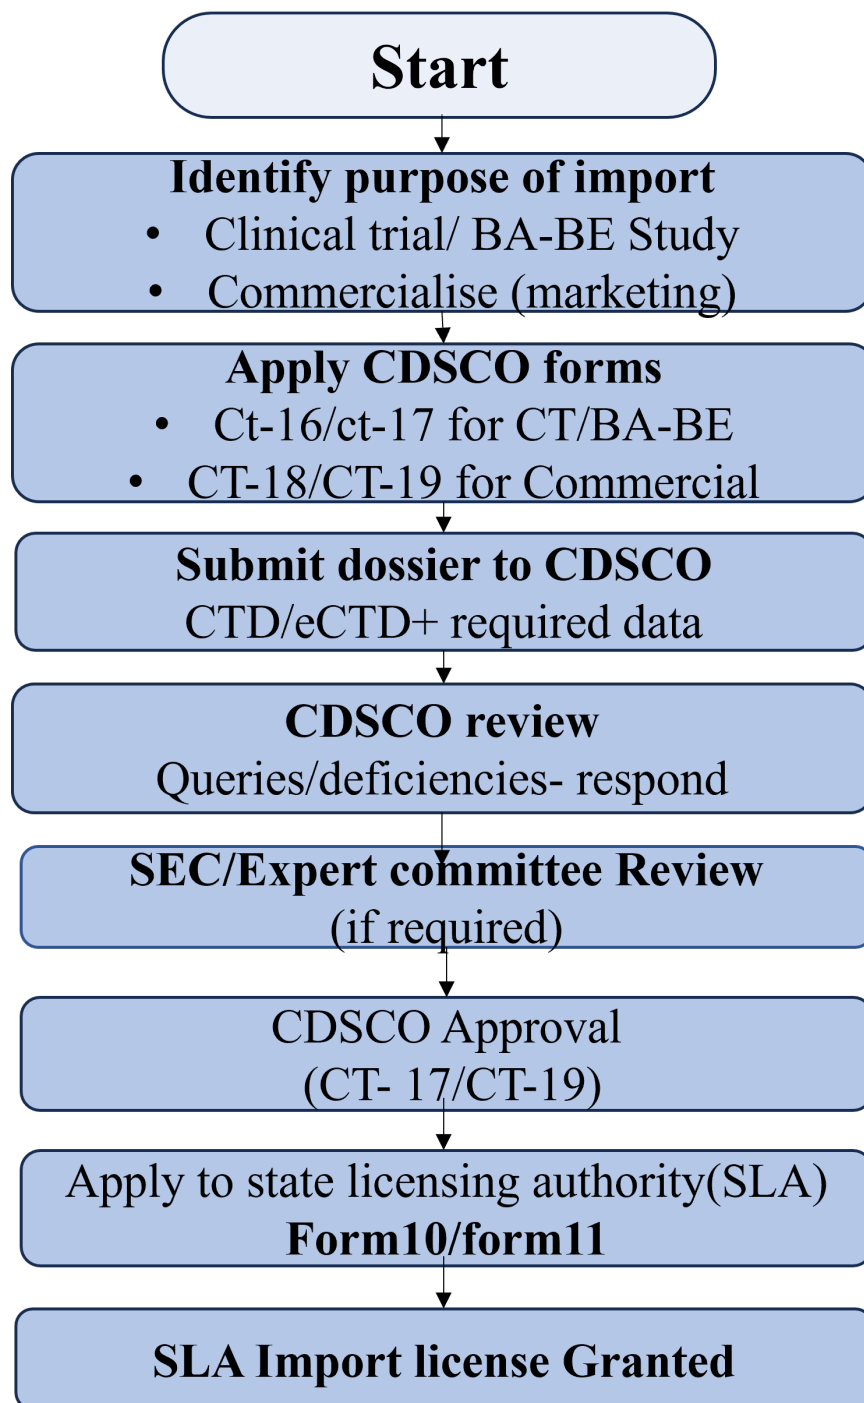 Start
Identify purpose of import
• Clinical trial/ BA-BE Study
• Commercialise (marketing)
Apply CDSCO forms
• Ct-16/ct-17 for CT/BA-BE
• CT-18/CT-19 for Commercial
Submit dossier to CDSCO
CTD/eCTD+ required data
CDSCO review
Queries/deficiencies- respond
SEC/Expert committee Review
(if required)
CDSCO Approval
(CT- 17/CT-19)
Apply to state licensing authority(SLA)
Form10/form11
SLA Import license Granted